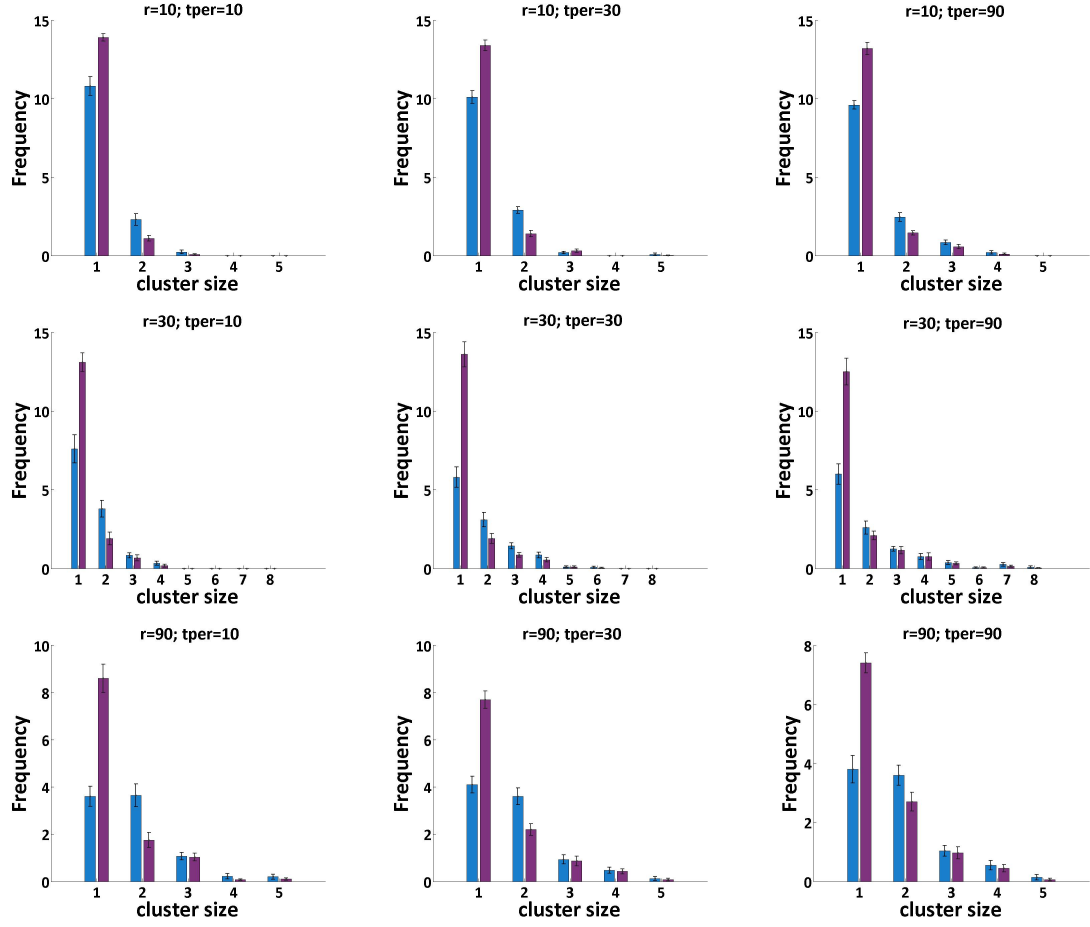 r=10; tper=10
15
10
5
0
Frequency
1 2 3 4 5
cluster size
r=10; tper=30
15
10
5
0
Frequency
1 2 3 4 5
cluster size
r=10; tper=90
15
10
5
0
Frequency
1 2 3 4 5
cluster size
r=30; tper=10
15
10
5
0
Frequency
1 2 3 4 5 6 7 8
cluster size
r=30; tper=30
15
10
5
0
Frequency
1 2 3 4 5 6 7 8
cluster size
r=30; tper=90
15
10
5
0
Frequency
1 2 3 4 5 6 7 8
cluster size
r=90; tper=10
10
8
6
4
2
0
Frequency
1 2 3 4 5
cluster size
r=90; tper=30
10
8
6
4
2
0
Frequency
1 2 3 4 5
cluster size
r=90; tper=90
8
6
4
2
0
Frequency
1 2 3 4 5
cluster size